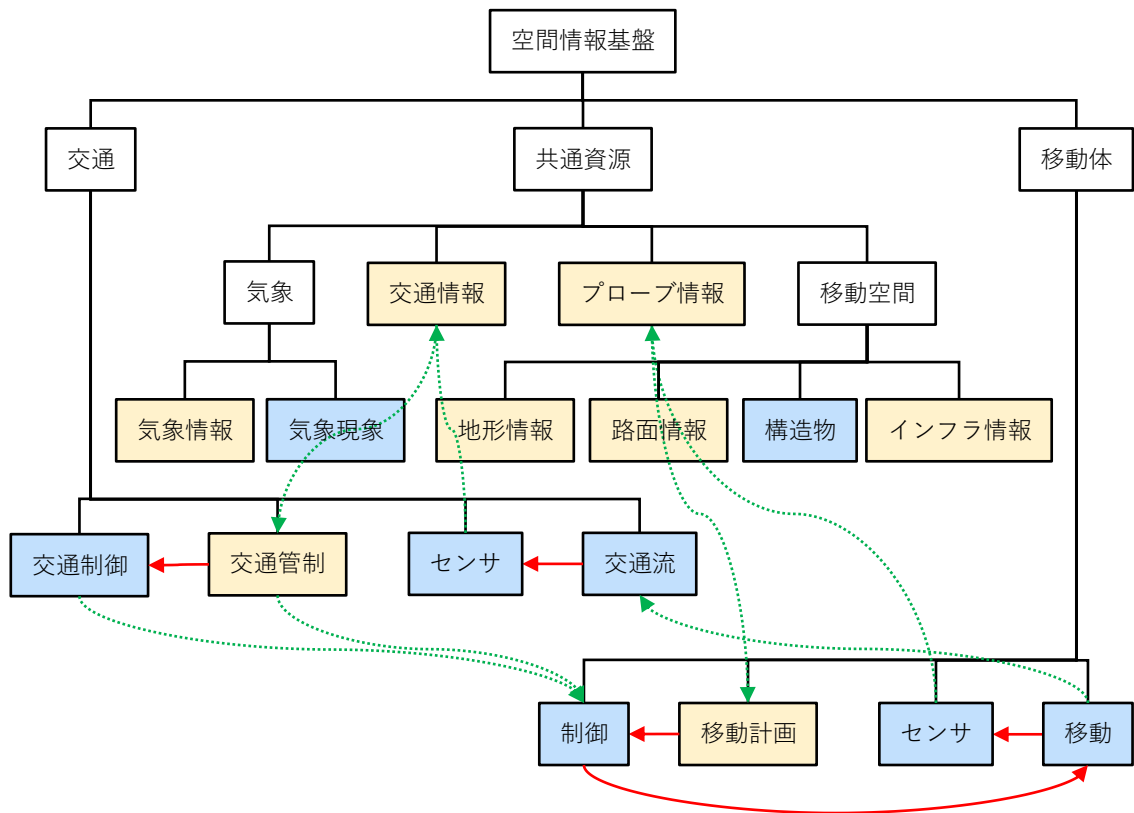 空間情報基盤
交通
共通資源
移動体
気象
交通情報
プローブ情報
移動空間
気象情報
気象現象
地形情報
路面情報
構造物
インフラ情報
交通制御
交通管制
センサ
交通流
制御
移動計画
センサ
移動